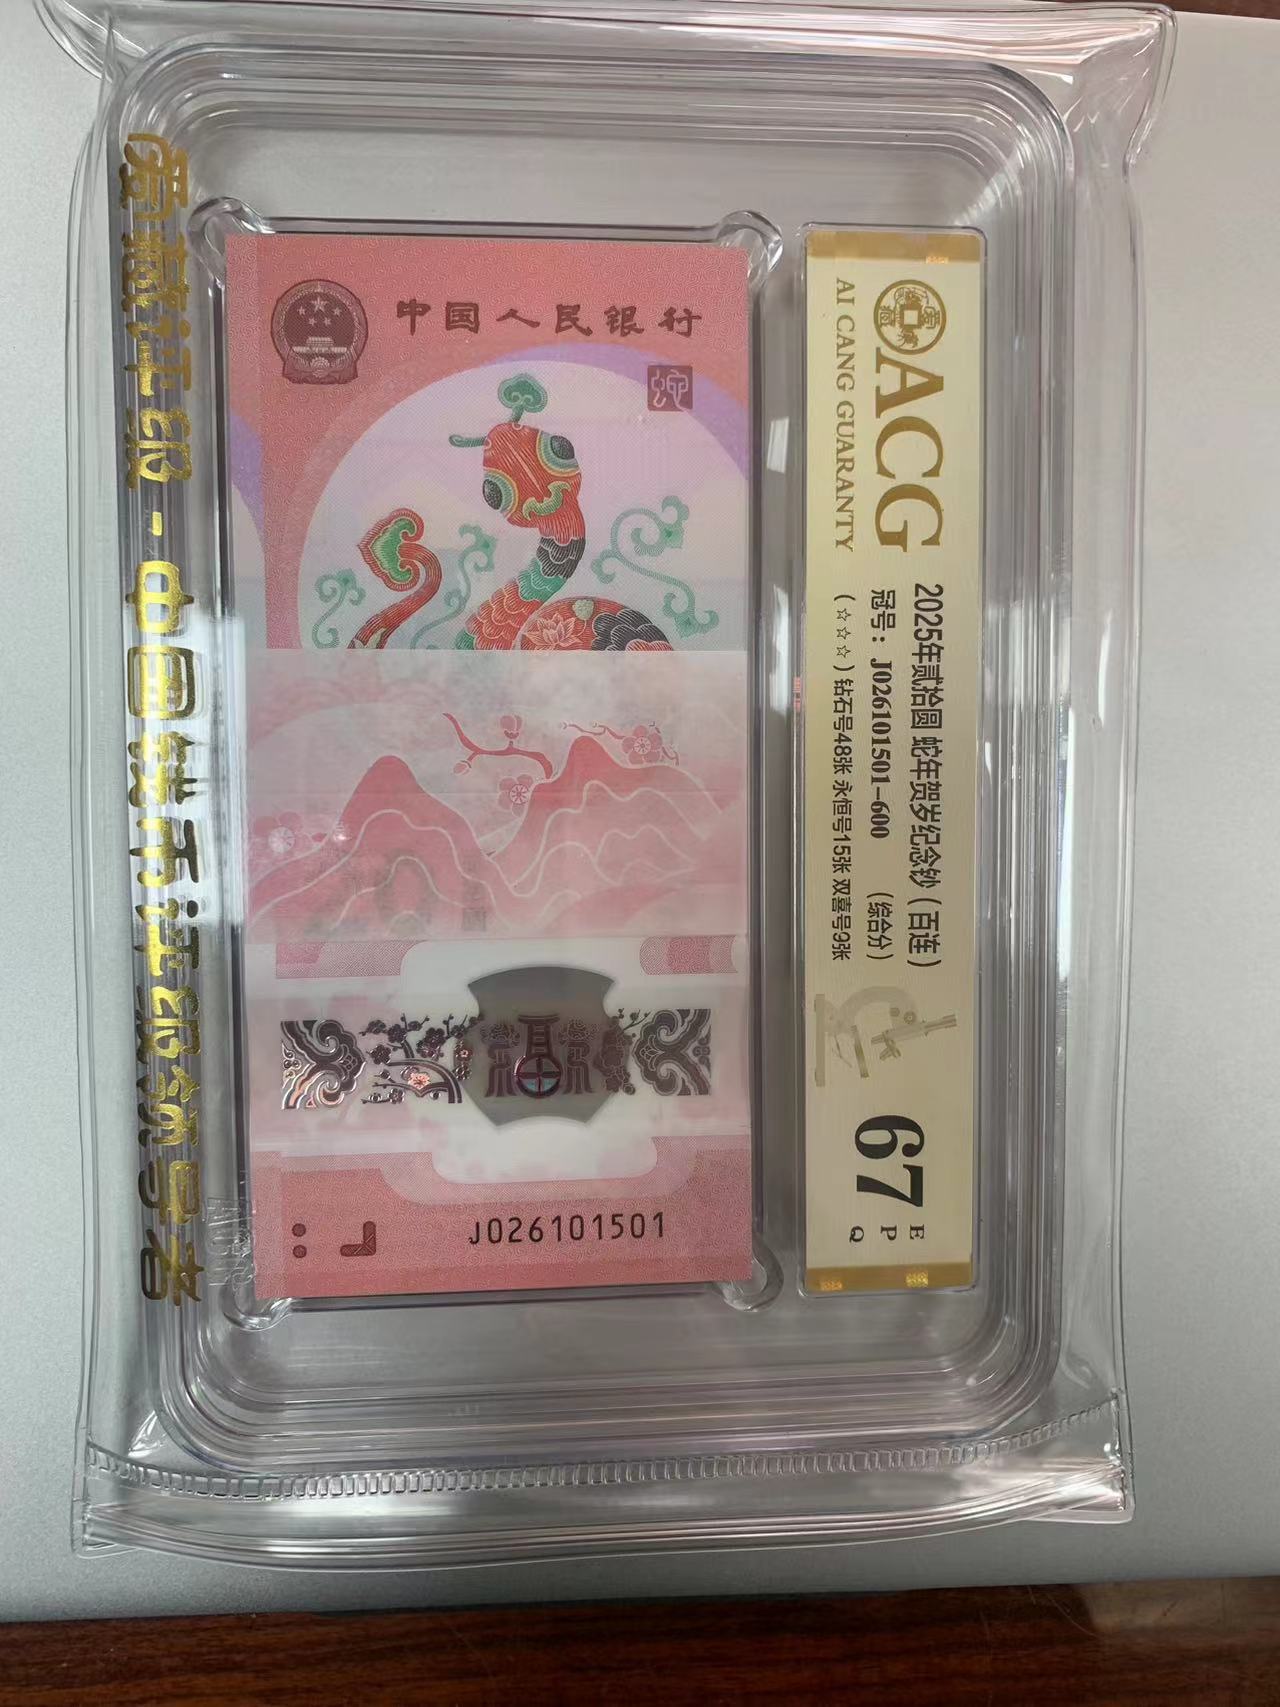 爱藏评级-中国钱币评级领导者
中国人民银行
蛇
福
J026101501
ACG
AI CANG GUARANTY
2025年贰拾圆 蛇年贺岁纪念钞（百连）
冠号：J026101501-600 （综合分）
（☆☆☆）钻石号48张 永恒号15张 双喜号9张
67
E
P
Q